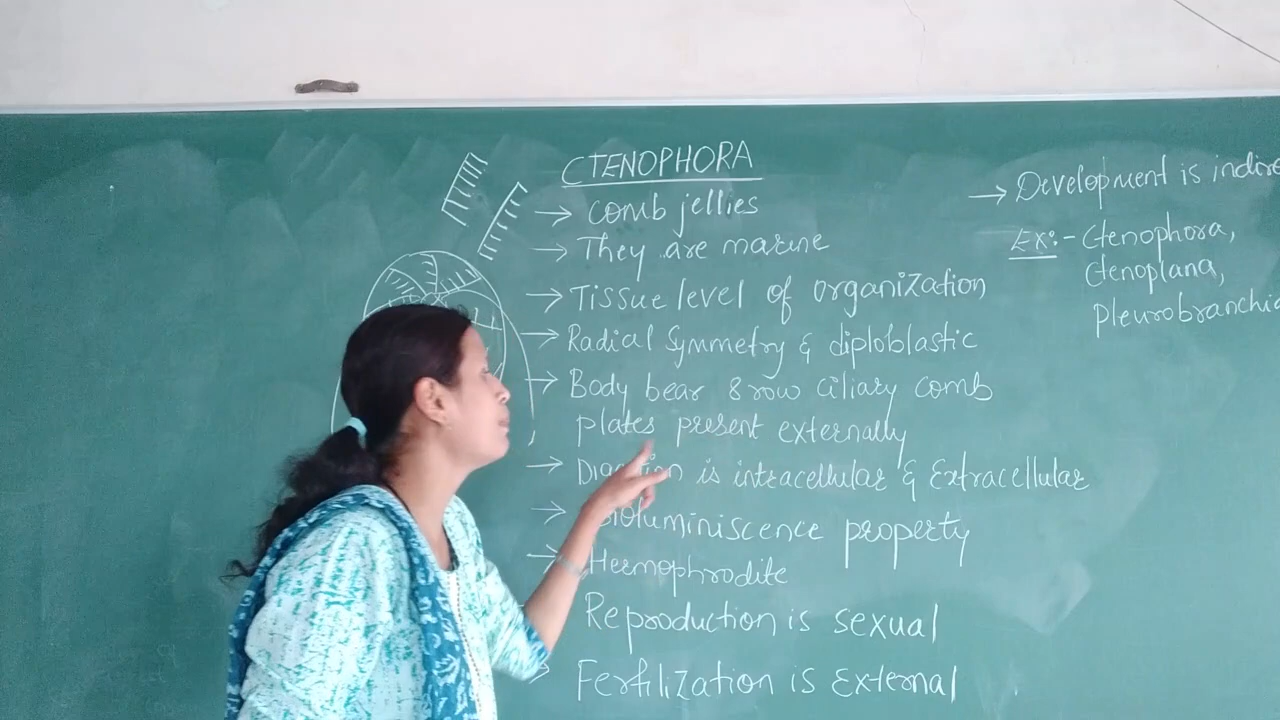 CTENOPHORA
→ comb jellies
→ They are marine
→ Tissue level of organization
→ Radial Symmetry & diploblastic
→ Body bear 8 row ciliary comb
plates present externally
→ is intracellular & Extracellular
→ property
→ Hermophrodite
Reproduction is sexual
Fertilization is External
→ Development is
Ex:- Ctenophora,
Ctenoplana,